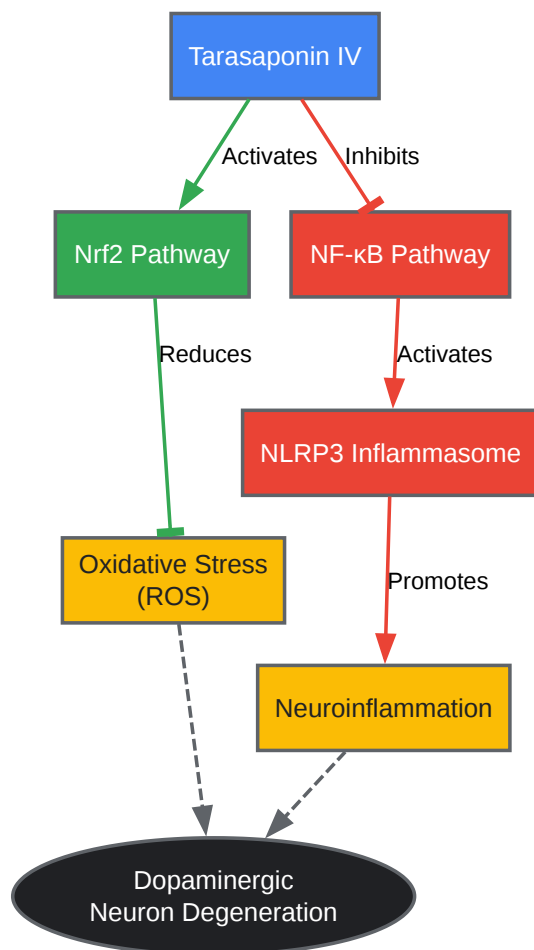 Tarasaponin IV
Activates
Inhibits
Nrf2 Pathway
NF-κB Pathway
Reduces
Activates
NLRP3 Inflammasome
Oxidative Stress
(ROS)
Promotes
Neuroinflammation
Dopaminergic
Neuron Degeneration